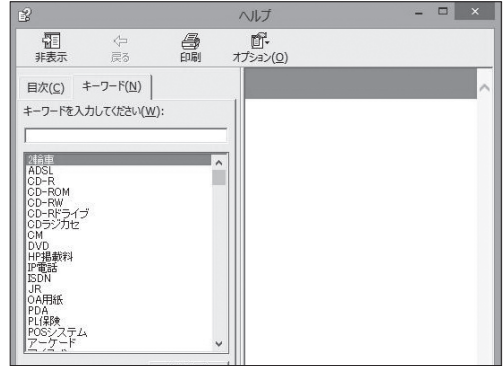 ヘルプ
非表示
戻る
印刷
オプション(O)
目次(C)
キーワード(N)
キーワードを入力してください(W):
2輪車
ADSL
CD-R
CD-ROM
CD-RW
CD-Rドライブ
CDラジカセ
CM
DVD
HP掲載料
IP電話
ISDN
JR
OA用紙
PDA
PL保険
POSシステム
アーケード